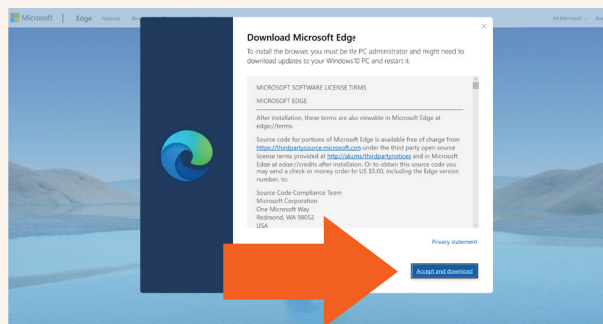 Microsoft Edge Features
All Microsoft
Download Microsoft Edge
To install the browser, you must be the PC administrator and might need to
download updates to your Windows10 PC and restart it.
MICROSOFT SOFTWARE LICENSE TIRMS
MICROSOFT EDGE
After installation, these terms are also viewable in Microsoft Edge at
edge://terms.
Source code for portions of Microsoft Edge is available free of charge from
https://thirdpartysource.microsoft.com under the third party open source
license terms provided at http://aka.ms/thirdpartynotices and in Microsoft
Edge at edge://credits after installation. Or to obtain this source code you
may send a check or money order for US $5.00, including the Edge version
number, to:
Source Code Compliance Team
Microsoft Corporation
One Microsoft Way
Redmond, WA 98052
USA
Privacy statement
Accept and download